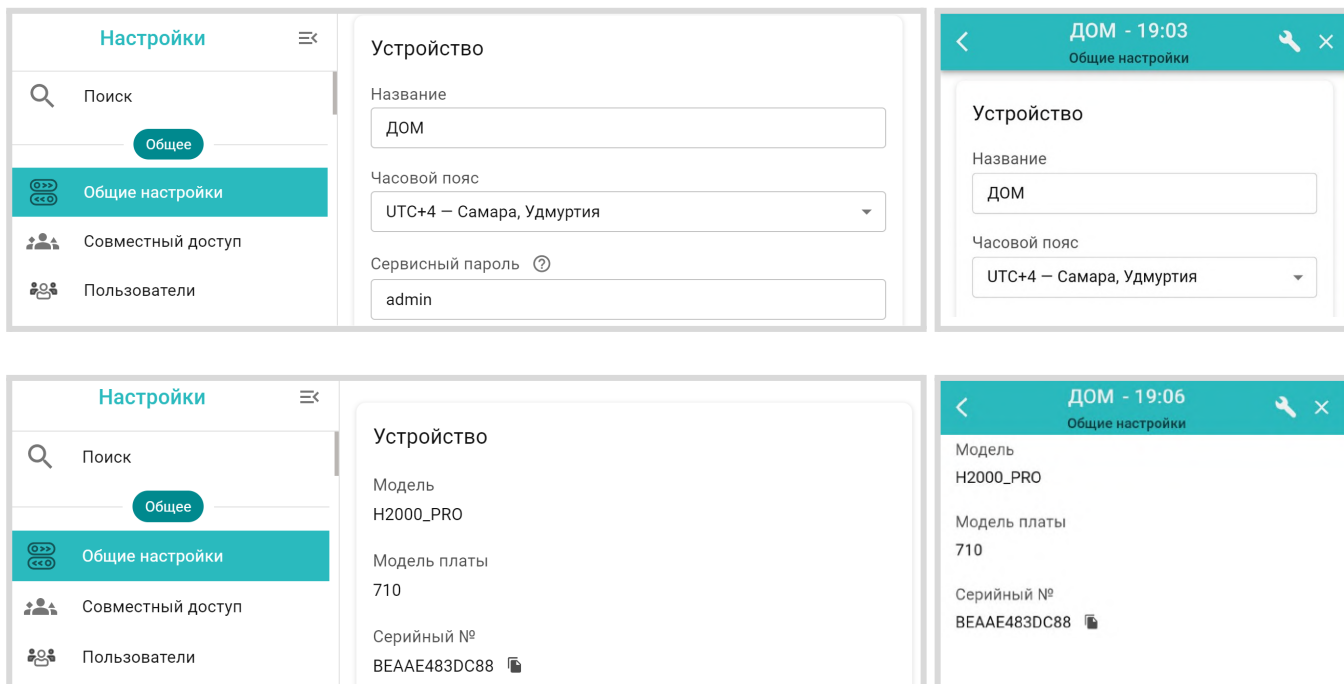 Настройки
Поиск
Общее
Общие настройки
Совместный доступ
Пользователи
Устройство
Название
ДОМ
Часовой пояс
UTC+4 — Самара, Удмуртия
Сервисный пароль
admin
ДОМ - 19:03
Общие настройки
Устройство
Название
ДОМ
Часовой пояс
UTC+4 — Самара, Удмуртия
Настройки
Поиск
Общее
Общие настройки
Совместный доступ
Пользователи
Устройство
Модель
H2000_PRO
Модель платы
710
Серийный №
BEAAE483DC88
ДОМ - 19:06
Общие настройки
Модель
H2000_PRO
Модель платы
710
Серийный №
BEAAE483DC88